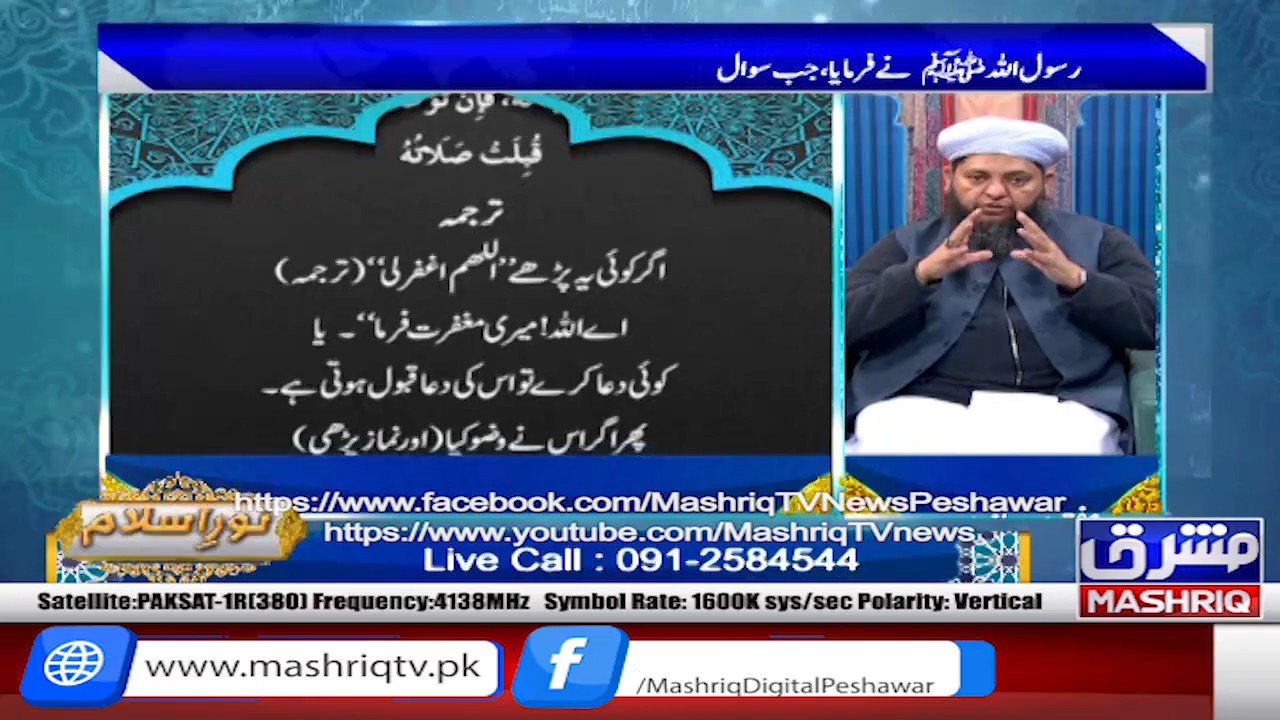 رسول اللہ ﷺ نے فرمایا، جب سوال
قُبِلَتْ صَلَاتُهُ
ترجمہ
اگر کوئی یہ پڑھے ”اللھم اغفر لی“ (ترجمہ)
اے اللہ! میری مغفرت فرما“۔ یا
کوئی دعا کرے تو اس کی دعا قبول ہوتی ہے۔
پھر اگر اس نے وضو کیا (اور نماز پڑھی)
https://www.facebook.com/MashriqTVNewsPeshawar
نورِ اسلام
https://www.youtube.com/MashriqTVnews
Live Call : 091-2584544
مشرق
MASHRIQ
Satellite:PAKSAT-1R(380) Frequency:4138MHz Symbol Rate: 1600K sys/sec Polarity: Vertical
www.mashriqtv.pk
f
/MashriqDigitalPeshawar